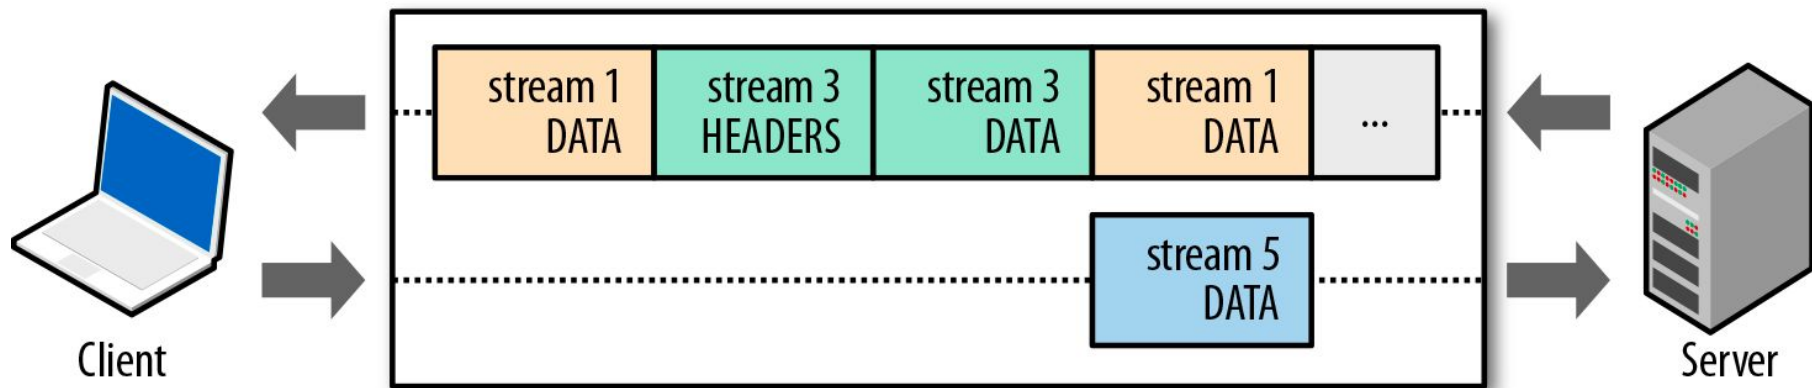 stream 1
DATA
stream 3
HEADERS
stream 3
DATA
stream 1
DATA
...
stream 5
DATA
Client
Server